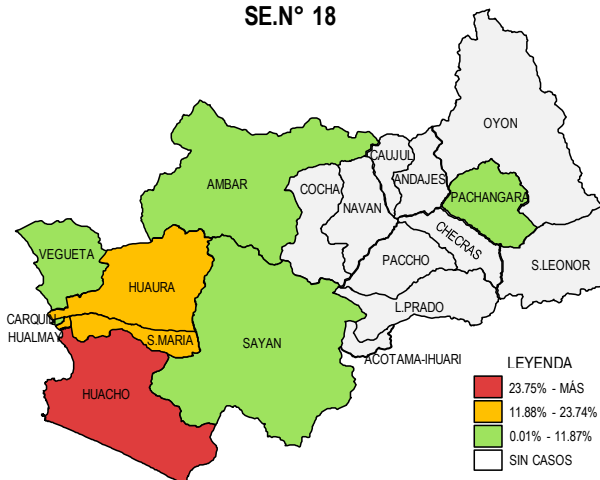 SE.N° 18
OYON
CAUJUL
ANDAJES
AMBAR
COCHA
PACHANGARA
NAVAN
CHECRAS
VEGUETA
PACCHO
S.LEONOR
HUAURA
L.PRADO
CARQUIN
HUALMAY
S.MARIA
SAYAN
ACOTAMA-IHUARI
HUACHO
LEYENDA
23.75% - MÁS
11.88% - 23.74%
0.01% - 11.87%
SIN CASOS